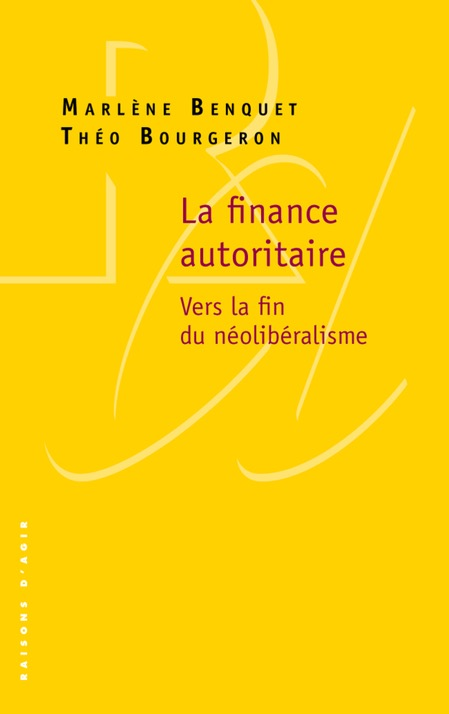 MARLÈNE BENQUET
THÉO BOURGERON
La finance
autoritaire
Vers la fin
du néolibéralisme
RAISONS D'AGIR